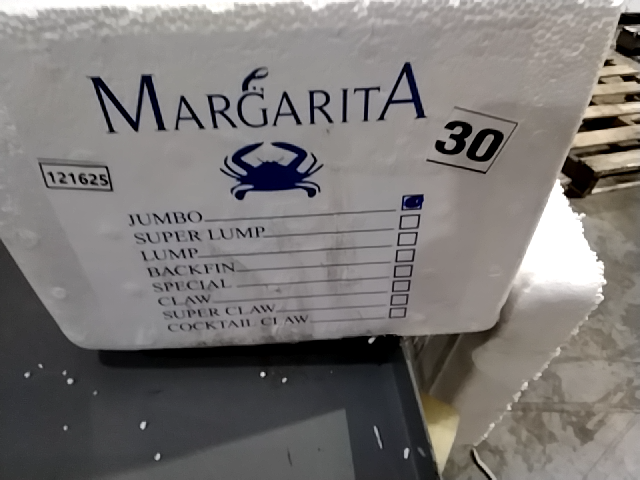 MARGARITA
30
121625
JUMBO
SUPER LUMP
LUMP
BACKFIN
SPECIAL
CLAW
SUPER CLAW
COCKTAIL CLAW